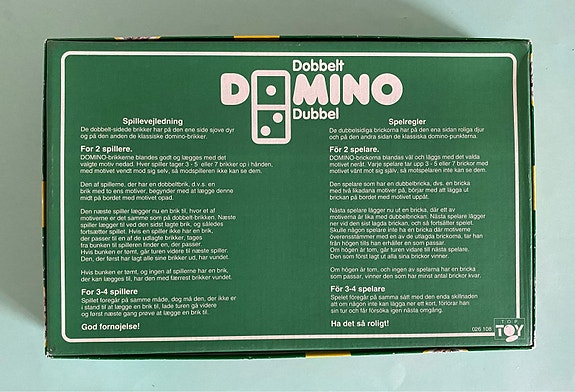 Dobbelt
DOMINO
Dubbel
Spillevejledning
De dobbelt-sidede brikker har på den ene side sjove dyr
og på den anden de klassiske domino-brikker.
For 2 spillere.
DOMINO-brikkerne blandes godt og lægges med det
valgte motiv nedad. Hver spiller tager 3 - 5 eller 7 brikker op i hånden,
med motivet vendt mod sig selv, så modspilleren ikke kan se dem.
Den af spillerne, der har en dobbeltbrik, d.v.s. en
brik med to ens motiver, begynder med at lægge denne
midt på bordet med motivet opad.
Den næste spiller lægger nu en brik til, hvor et af
motiverne er det samme som på dobbelt-brikken. Næste
spiller lægger til ved den sidst lagte brik, og således
fortsætter spillet. Hvis en spiller ikke har en brik,
der passer til en af de udlagte brikker, tages
fra bunken til spilleren finder en, der passer.
Hvis bunken er tømt, går turen videre til næste spiller.
Den, der først har lagt alle sine brikker ud, har vundet.
Hvis bunken er tømt, og ingen af spillerne har en brik,
der kan lægges til, har den med færrest brikker vundet.
For 3-4 spillere
Spillet foregår på samme måde, dog må den, der ikke er
i stand til at lægge en brik til, lade turen gå videre
og først næste gang prøve at lægge en brik til.
God fornøjelse!
Spelregler
De dubbelsidiga brickorna har på den ena sidan roliga djur
och på den andra sidan de klassiska domino-punkterna.
För 2 spelare.
DOMINO-brickorna blandas väl och läggs med det valda
motivet neråt. Varje spelare tar upp 3 - 5 eller 7 brickor med
motivet vänt mot sig själv, så motspelaren inte kan se dem.
Den spelare som har en dubbelbricka, dvs. en bricka
med två likadana motiver på, börjar med att lägga ut
brickan på bordet med motivet uppåt.
Nästa spelare lägger nu ut en bricka, där ett av
motiverna är lika med dubbelbrickan. Nästa spelare lägger
ner vid den sist lagda brickan, och så fortsätter spelet.
Skulle någon spelare inte ha en bricka där motiverna
överensstämmer med en av de utlagda brickorna, tar han
från högen tills han erhåller en som passar.
Om högen är tom, går turen vidare till nästa spelare.
Den som först lagt ut alla sina brickor vinner.
Om högen är tom, och ingen av spelarna har en bricka
som passar, vinner den som har minst antal brickor kvar.
För 3-4 spelare
Spelet foregår på samma sätt med den enda skillnaden
att om någon inte kan lägga ner ett kort, förlorar han
sin tur och får försöka igen nästa omgång.
Ha det så roligt!
026 108
TOP
TOY